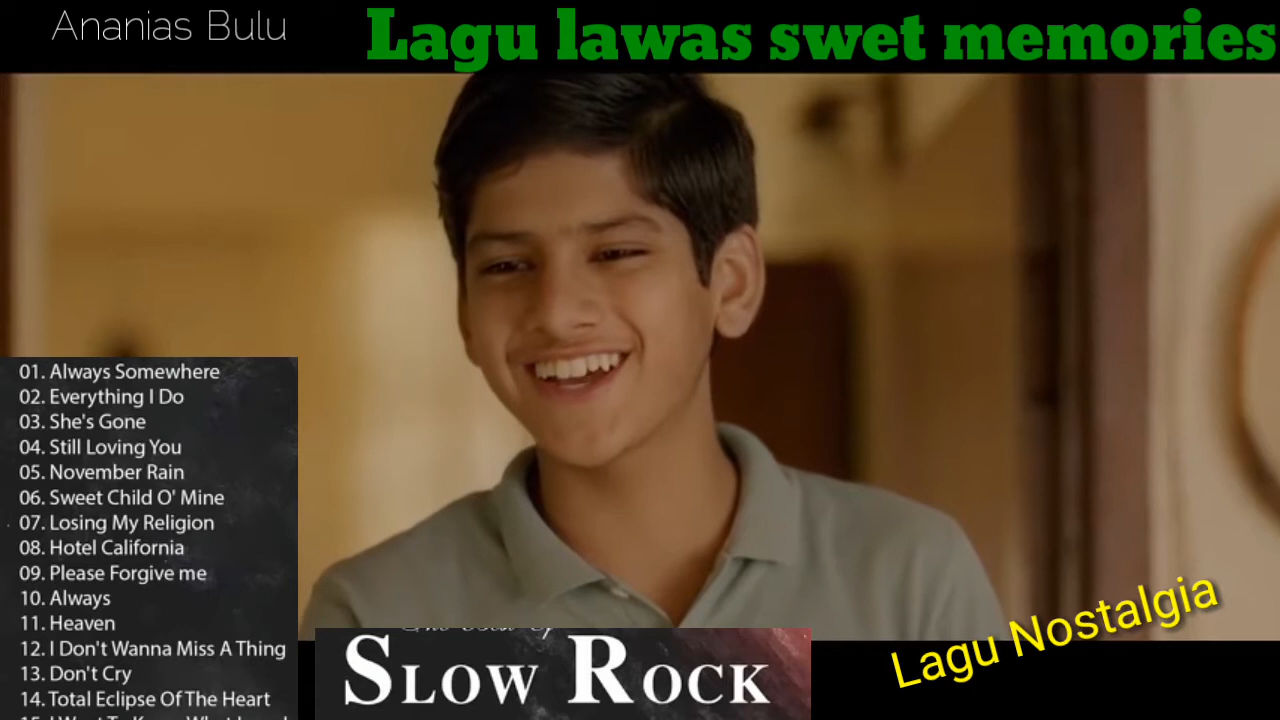 Ananias Bulu
Lagu lawas swet memories
01. Always Somewhere
02. Everything I Do
03. She's Gone
04. Still Loving You
05. November Rain
06. Sweet Child O' Mine
07. Losing My Religion
08. Hotel California
09. Please Forgive me
10. Always
11. Heaven
12. I Don't Wanna Miss A Thing
13. Don't Cry
14. Total Eclipse Of The Heart
SLOW ROCK
Lagu Nostalgia